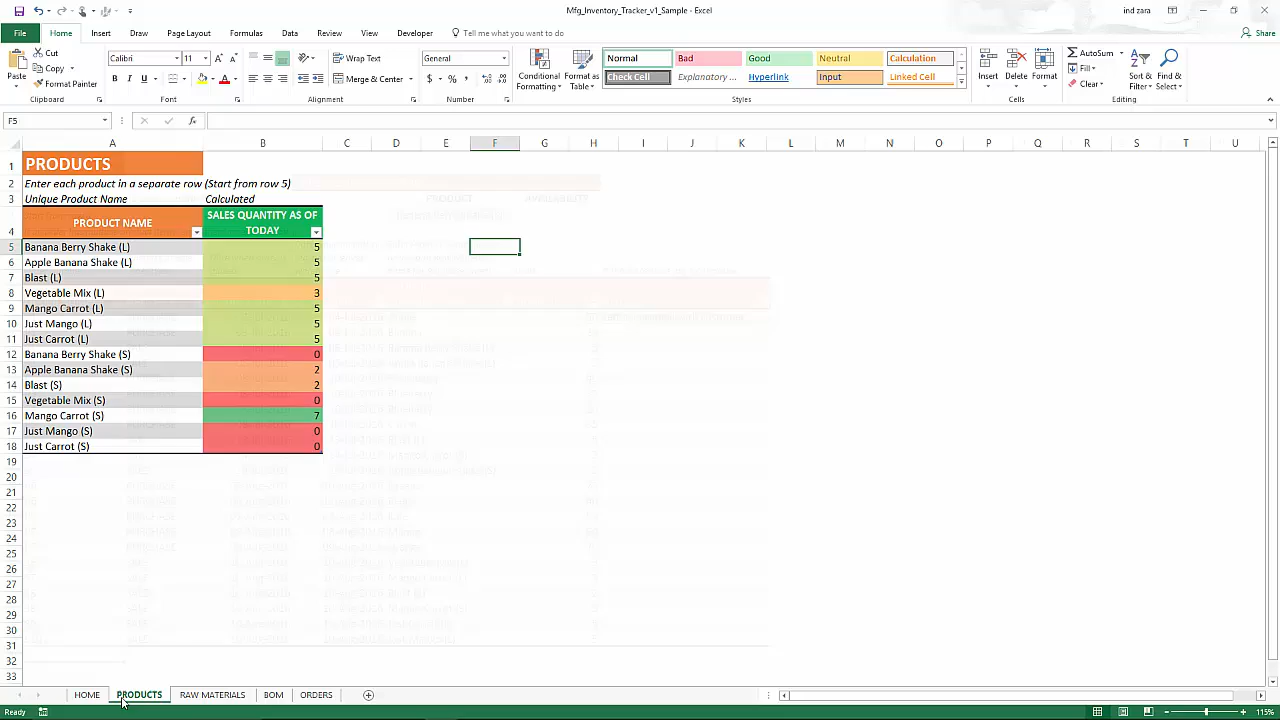 Mfg_Inventory_Tracker_v1_Sample - Excel
ind zara
File Home Insert Draw Page Layout Formulas Data Review View Developer Tell me what you want to do Share
Paste Cut Copy Format Painter Clipboard
Calibri 11 B I U Font
Wrap Text Merge & Center Alignment
General $ % Number
Conditional Formatting Format as Table
Normal Bad Good Neutral Calculation
Check Cell Explanatory ... Hyperlink Input Linked Cell
Styles
Insert Delete Format Cells
AutoSum Fill Clear Sort & Filter Find & Select Editing
F5 fx
A B C D E F G H I J K L M N O P Q R S T U
1 PRODUCTS
2 Enter each product in a separate row (Start from row 5)
3 Unique Product Name Calculated
4 PRODUCT NAME SALES QUANTITY AS OF TODAY
5 Banana Berry Shake (L) 5
6 Apple Banana Shake (L) 5
7 Blast (L) 5
8 Vegetable Mix (L) 3
9 Mango Carrot (L) 5
10 Just Mango (L) 5
11 Just Carrot (L) 5
12 Banana Berry Shake (S) 0
13 Apple Banana Shake (S) 2
14 Blast (S) 2
15 Vegetable Mix (S) 0
16 Mango Carrot (S) 7
17 Just Mango (S) 0
18 Just Carrot (S) 0
19
20
21
22
23
24
25
26
27
28
29
30
31
32
33
HOME PRODUCTS RAW MATERIALS BOM ORDERS
Ready 115%